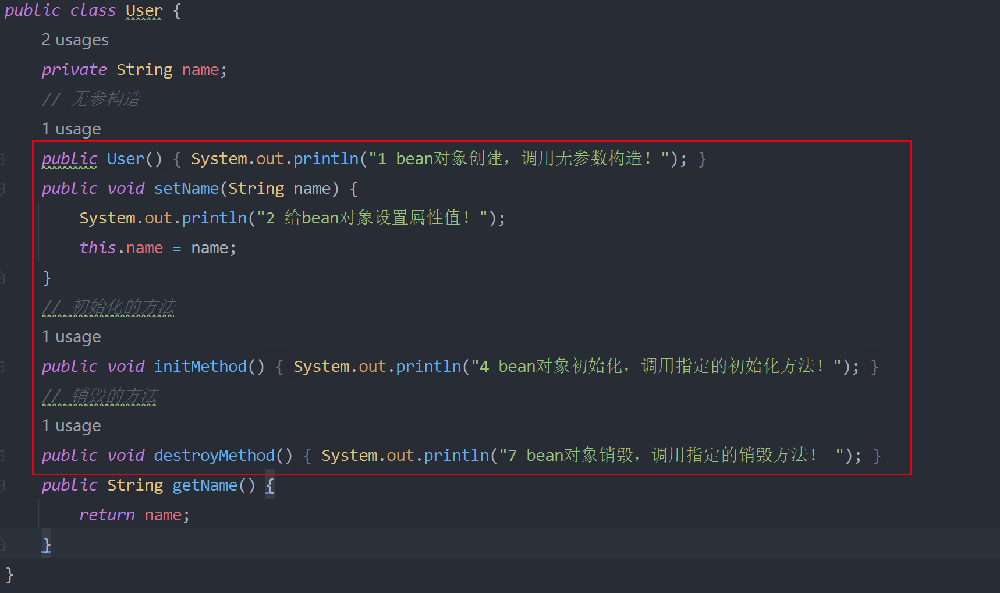 public class User {
2 usages
private String name;
// 无参构造
1 usage
public User() { System.out.println("1 bean对象创建，调用无参数构造！"); }
public void setName(String name) {
System.out.println("2 给bean对象设置属性值！");
this.name = name;
}
// 初始化的方法
1 usage
public void initMethod() { System.out.println("4 bean对象初始化，调用指定的初始化方法！"); }
// 销毁的方法
1 usage
public void destroyMethod() { System.out.println("7 bean对象销毁，调用指定的销毁方法！ "); }
public String getName() {
return name;
}
}